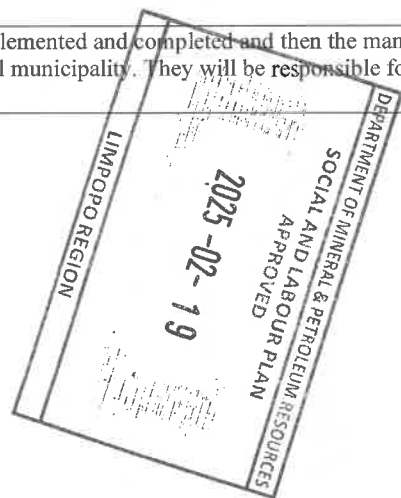 lemented and completed and then the man
l municipality. They will be responsible fo
DEPARTMENT OF MINERAL & PETROLEUM RESOURCES
SOCIAL AND LABOUR PLAN
APPROVED
2025 -02- 19
LIMPOPO REGION